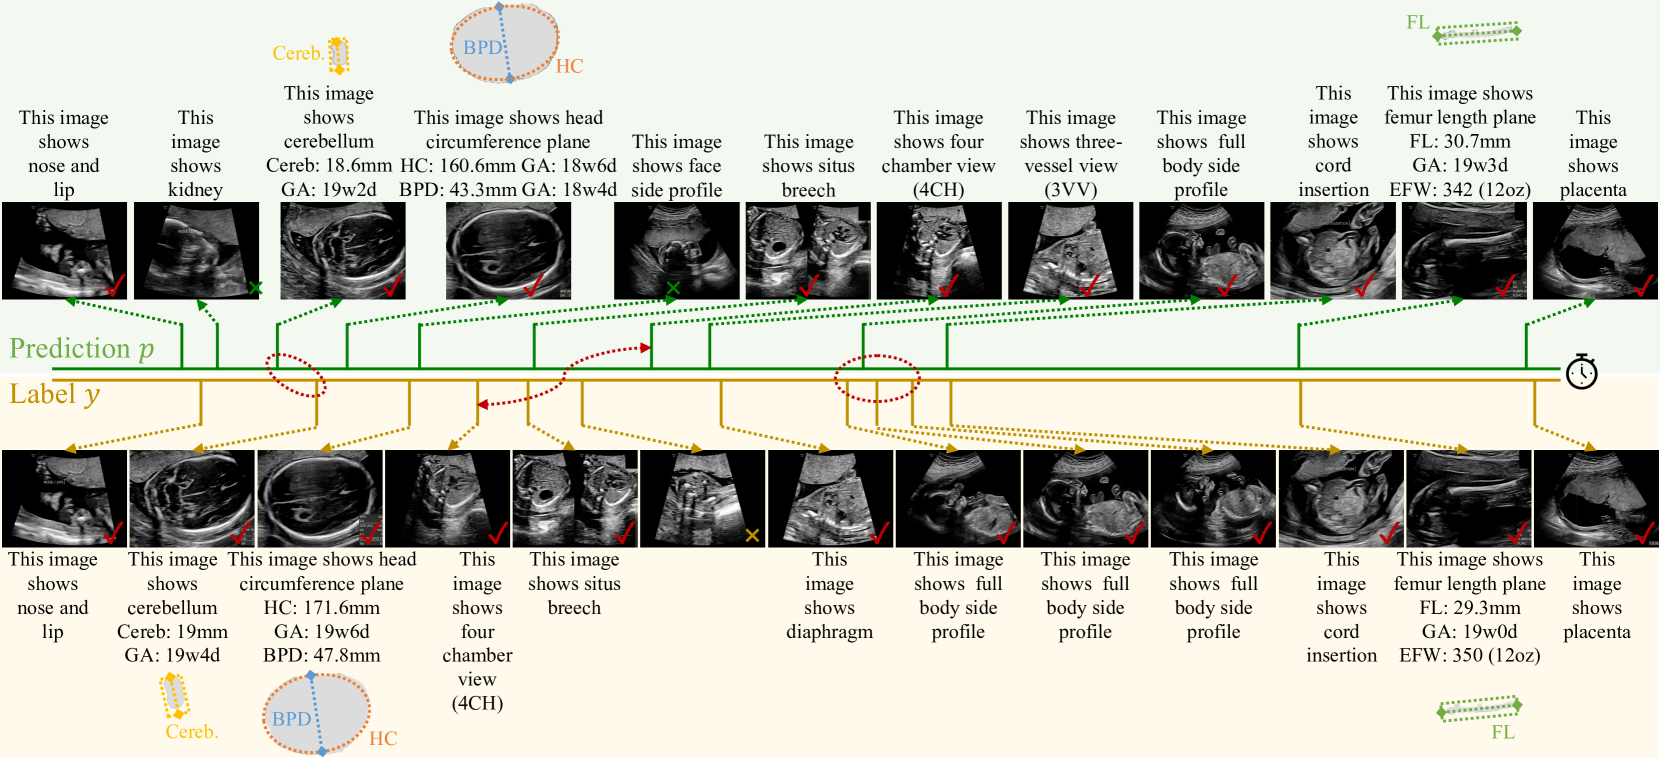 Cereb.
BPD
HC
FL
This image
shows
nose and
lip
This
image
shows
kidney
This image
shows
cerebellum
Cereb: 18.6mm
GA: 19w2d
This image shows head
circumference plane
HC: 160.6mm GA: 18w6d
BPD: 43.3mm GA: 18w4d
This image
shows face
side profile
This image
shows situs
breech
This image
shows four
chamber view
(4CH)
This image
shows three-
vessel view
(3VV)
This image
shows full
body side
profile
This
image
shows
cord
insertion
This image shows
femur length plane
FL: 30.7mm
GA: 19w3d
EFW: 342 (12oz)
This
image
shows
placenta
Prediction p
Label y
This image
shows
nose and
lip
This image
shows
cerebellum
Cereb: 19mm
GA: 19w4d
This image shows head
circumference plane
HC: 171.6mm
GA: 19w6d
BPD: 47.8mm
This
image
shows
four
chamber
view
(4CH)
This image
shows situs
breech
This
image
shows
diaphragm
This image
shows full
body side
profile
This image
shows full
body side
profile
This image
shows full
body side
profile
This
image
shows
cord
insertion
This image shows
femur length plane
FL: 29.3mm
GA: 19w0d
EFW: 350 (12oz)
This
image
shows
placenta
Cereb.
BPD
HC
FL